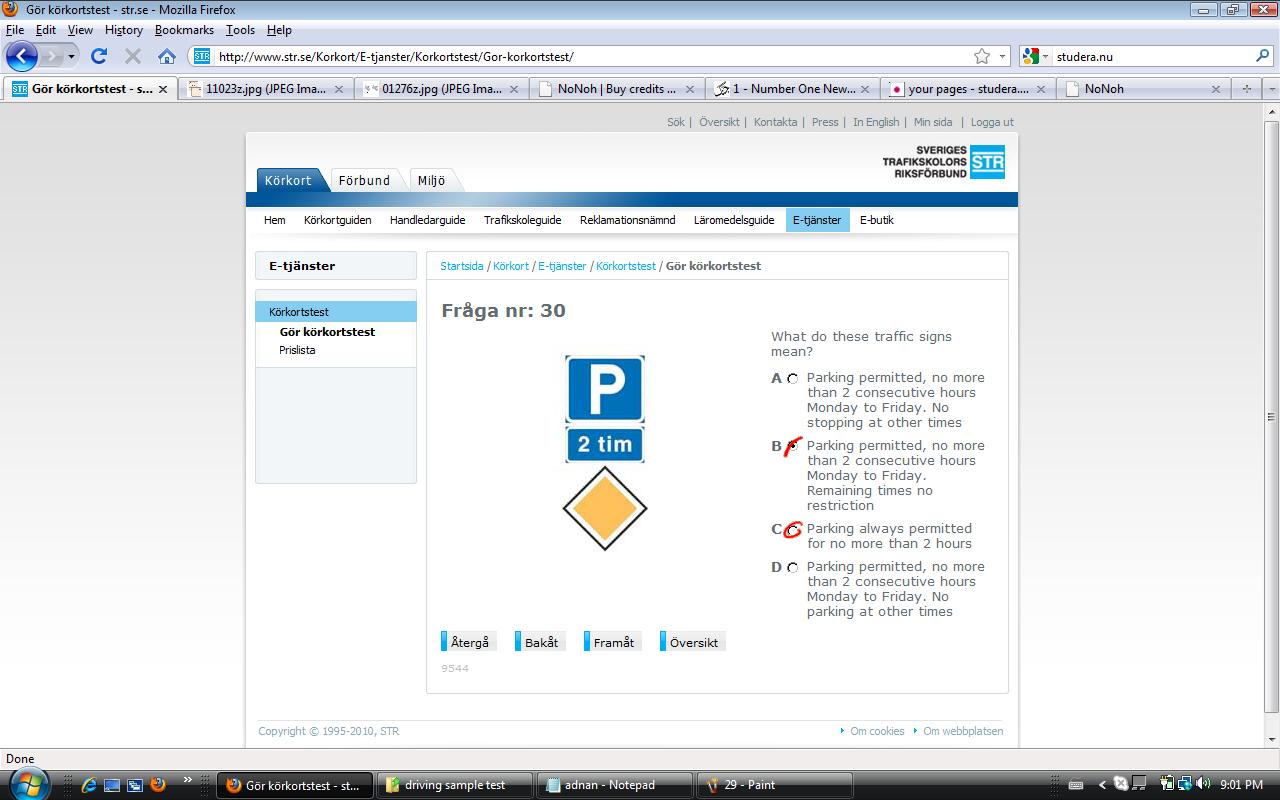 Gör körkortstest - str.se - Mozilla Firefox
File Edit View History Bookmarks Tools Help
http://www.str.se/Korkort/E-tjanster/Korkortstest/Gor-korkortstest/
studera.nu
Gör körkortstest - s...
11023z.jpg (JPEG Ima...
01276z.jpg (JPEG Ima...
NoNoh | Buy credits ...
1 - Number One New...
your pages - studera....
NoNoh
Sök | Översikt | Kontakta | Press | In English | Min sida | Logga ut
SVERIGES
TRAFIKSKOLORS
RIKSFÖRBUND
STR
Körkort Förbund Miljö
Hem Körkortguiden Handledarguide Trafikskoleguide Reklamationsnämnd Läromedelsguide E-tjänster E-butik
E-tjänster
Körkortstest
Gör körkortstest
Prislista
Startsida / Körkort / E-tjänster / Körkortstest / Gör körkortstest
Fråga nr: 30
P
2 tim
What do these traffic signs
mean?
A Parking permitted, no more
than 2 consecutive hours
Monday to Friday. No
stopping at other times
B Parking permitted, no more
than 2 consecutive hours
Monday to Friday.
Remaining times no
restriction
C Parking always permitted
for no more than 2 hours
D Parking permitted, no more
than 2 consecutive hours
Monday to Friday. No
parking at other times
Återgå Bakåt Framåt Översikt
9544
Copyright © 1995-2010, STR
Om cookies Om webbplatsen
Done
Gör körkortstest - st...
driving sample test
adnan - Notepad
29 - Paint
9:01 PM